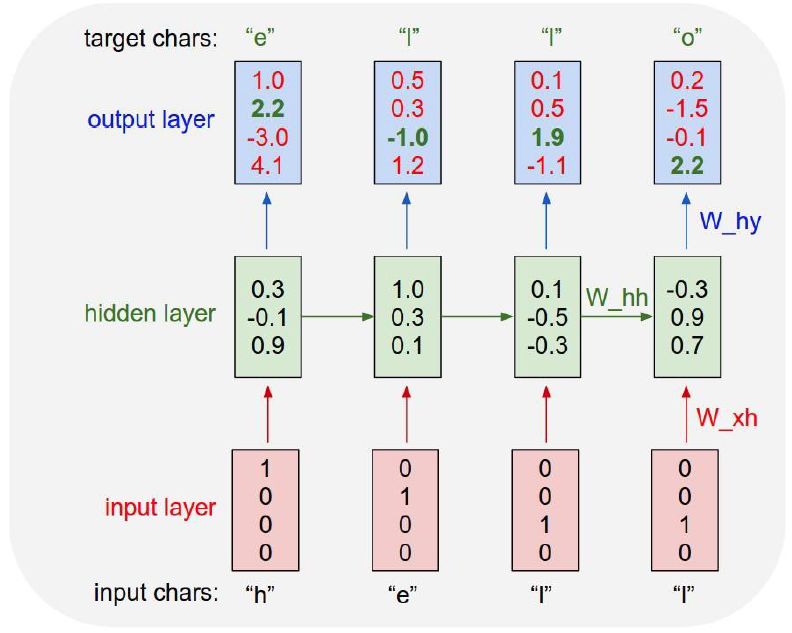 target chars: “e” “l” “l” “o”
output layer
1.0 0.5 0.1 0.2
2.2 0.3 0.5 -1.5
-3.0 -1.0 1.9 -0.1
4.1 1.2 -1.1 2.2
W_hy
hidden layer
0.3 1.0 0.1 -0.3
-0.1 0.3 -0.5 0.9
0.9 0.1 -0.3 0.7
W_hh
W_xh
input layer
1 0 0 0
0 1 0 0
0 0 1 1
0 0 0 0
input chars: “h” “e” “l” “l”